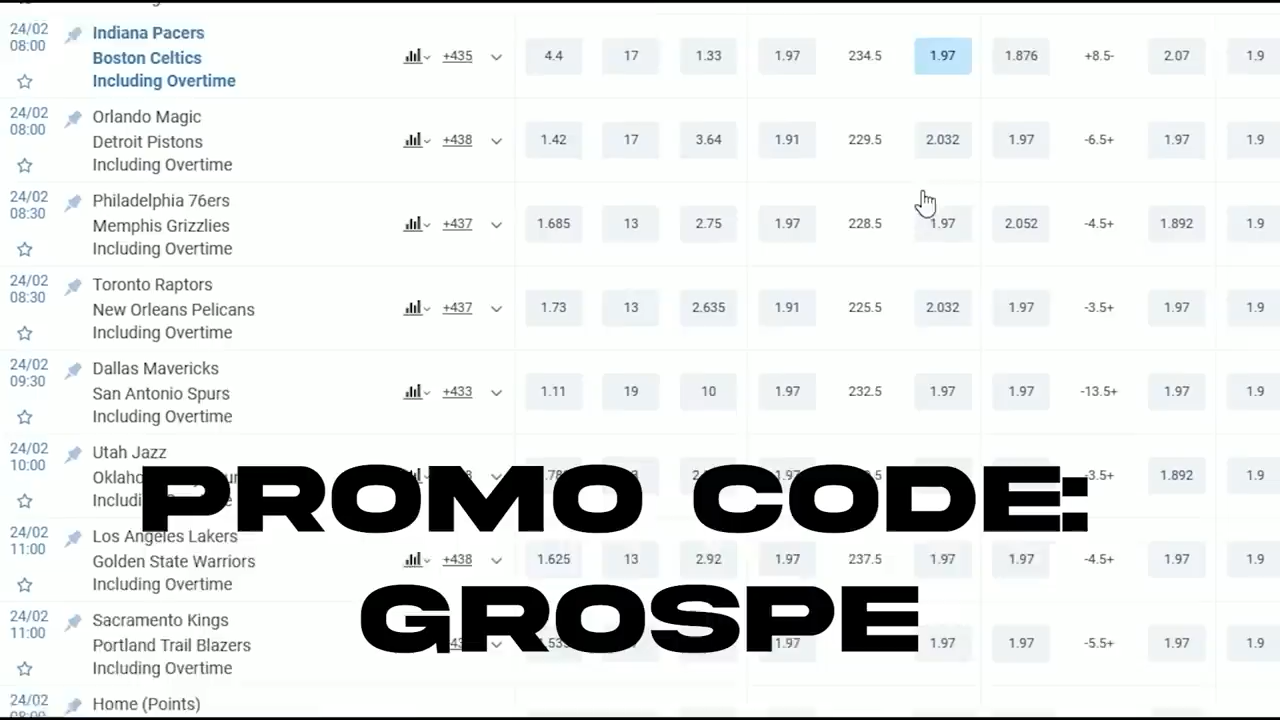 24/02 08:00 Indiana Pacers Boston Celtics Including Overtime +435 4.4 17 1.33 1.97 234.5 1.97 1.876 +8.5- 2.07 1.9
24/02 08:00 Orlando Magic Detroit Pistons Including Overtime +438 1.42 17 3.64 1.91 229.5 2.032 1.97 -6.5+ 1.97 1.9
24/02 08:30 Philadelphia 76ers Memphis Grizzlies Including Overtime +437 1.685 13 2.75 1.97 228.5 1.97 2.052 -4.5+ 1.892 1.9
24/02 08:30 Toronto Raptors New Orleans Pelicans Including Overtime +437 1.73 13 2.635 1.91 225.5 2.032 1.97 -3.5+ 1.97 1.9
24/02 09:30 Dallas Mavericks San Antonio Spurs Including Overtime +433 1.11 19 10 1.97 232.5 1.97 1.97 -13.5+ 1.97 1.9
24/02 10:00 Utah Jazz 1.892 1.9
PROMO CODE:
24/02 11:00 Los Angeles Lakers Golden State Warriors Including Overtime +438 1.625 13 2.92 1.97 237.5 1.97 1.97 -4.5+ 1.97 1.9
GROSPE
24/02 11:00 Sacramento Kings Portland Trail Blazers Including Overtime 1.97 1.97 1.97 -5.5+ 1.97 1.9
24/02 Home (Points)